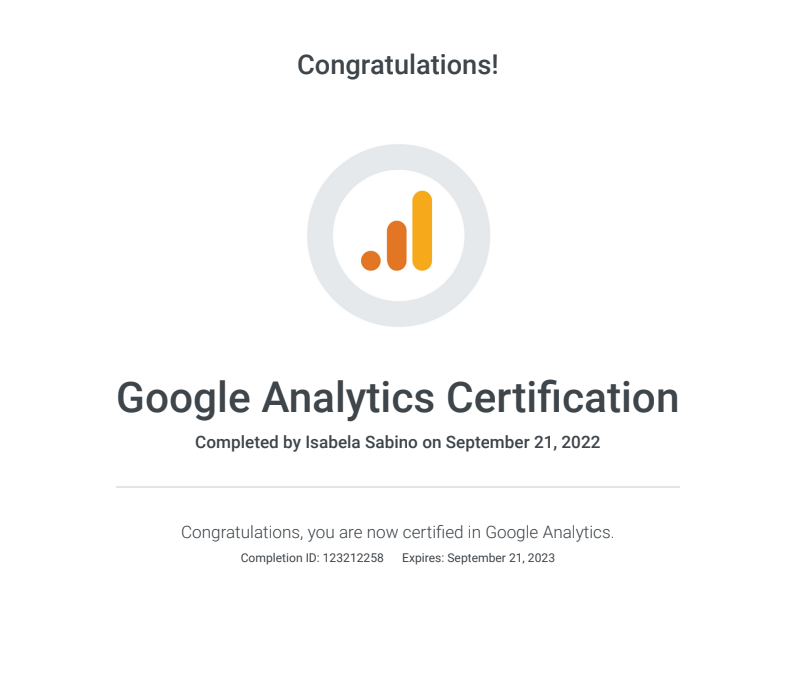 Congratulations!
Google Analytics Certification
Completed by Isabela Sabino on September 21, 2022
Congratulations, you are now certified in Google Analytics.
Completion ID: 123212258 Expires: September 21, 2023